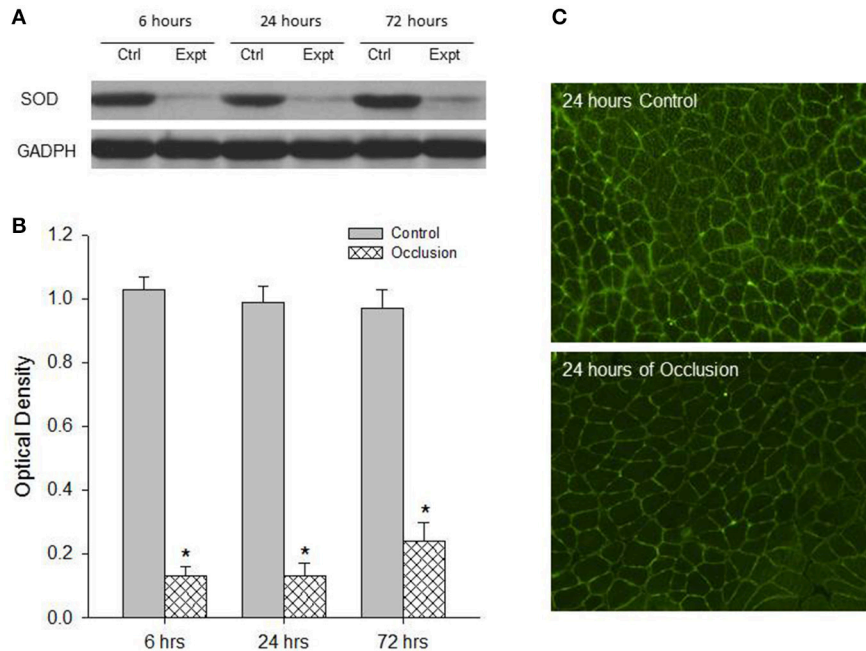 A
6 hours 24 hours 72 hours
Ctrl Expt Ctrl Expt Ctrl Expt
SOD
GADPH
B
1.2
1.0
0.8
0.6
0.4
0.2
0.0
Optical Density
Control
Occlusion
* * *
6 hrs 24 hrs 72 hrs
C
24 hours Control
24 hours of Occlusion